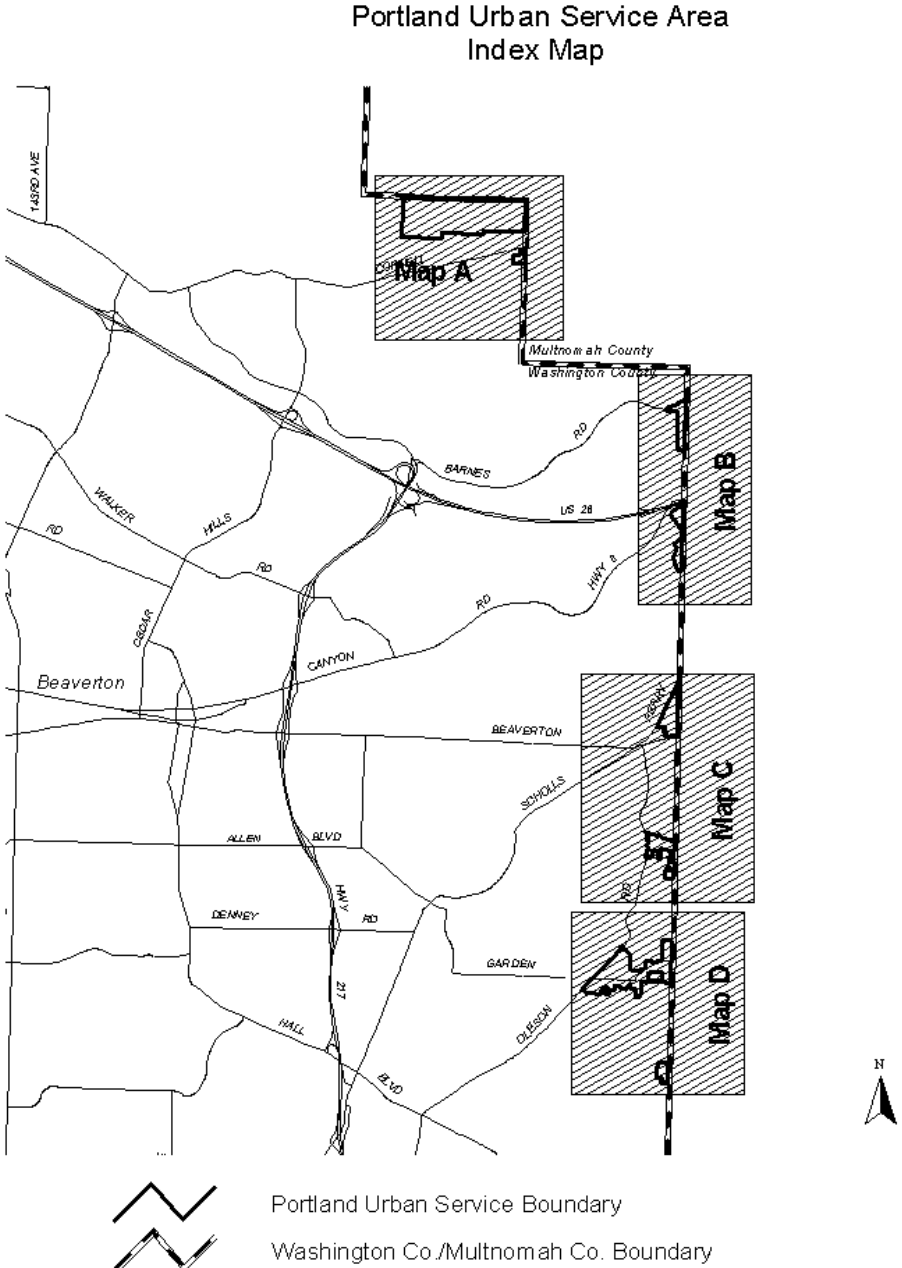 Portland Urban Service Area
Index Map
143RD AVE
Map A
Multnomah County
Washington County
BARNES
RD
US 26
Map B
WALKER
RD
HILLS
RD
CEDAR
HWY 8
RD
CANYON
Beaverton
BEAVERTON
FERRY
SCHOLLS
Map C
ALLEN
BLVD
HWY
DENNEY
RD
RD
GARDEN
217
OLESON
HALL
BLVD
Map D
N
Portland Urban Service Boundary
Washington Co./Multnomah Co. Boundary